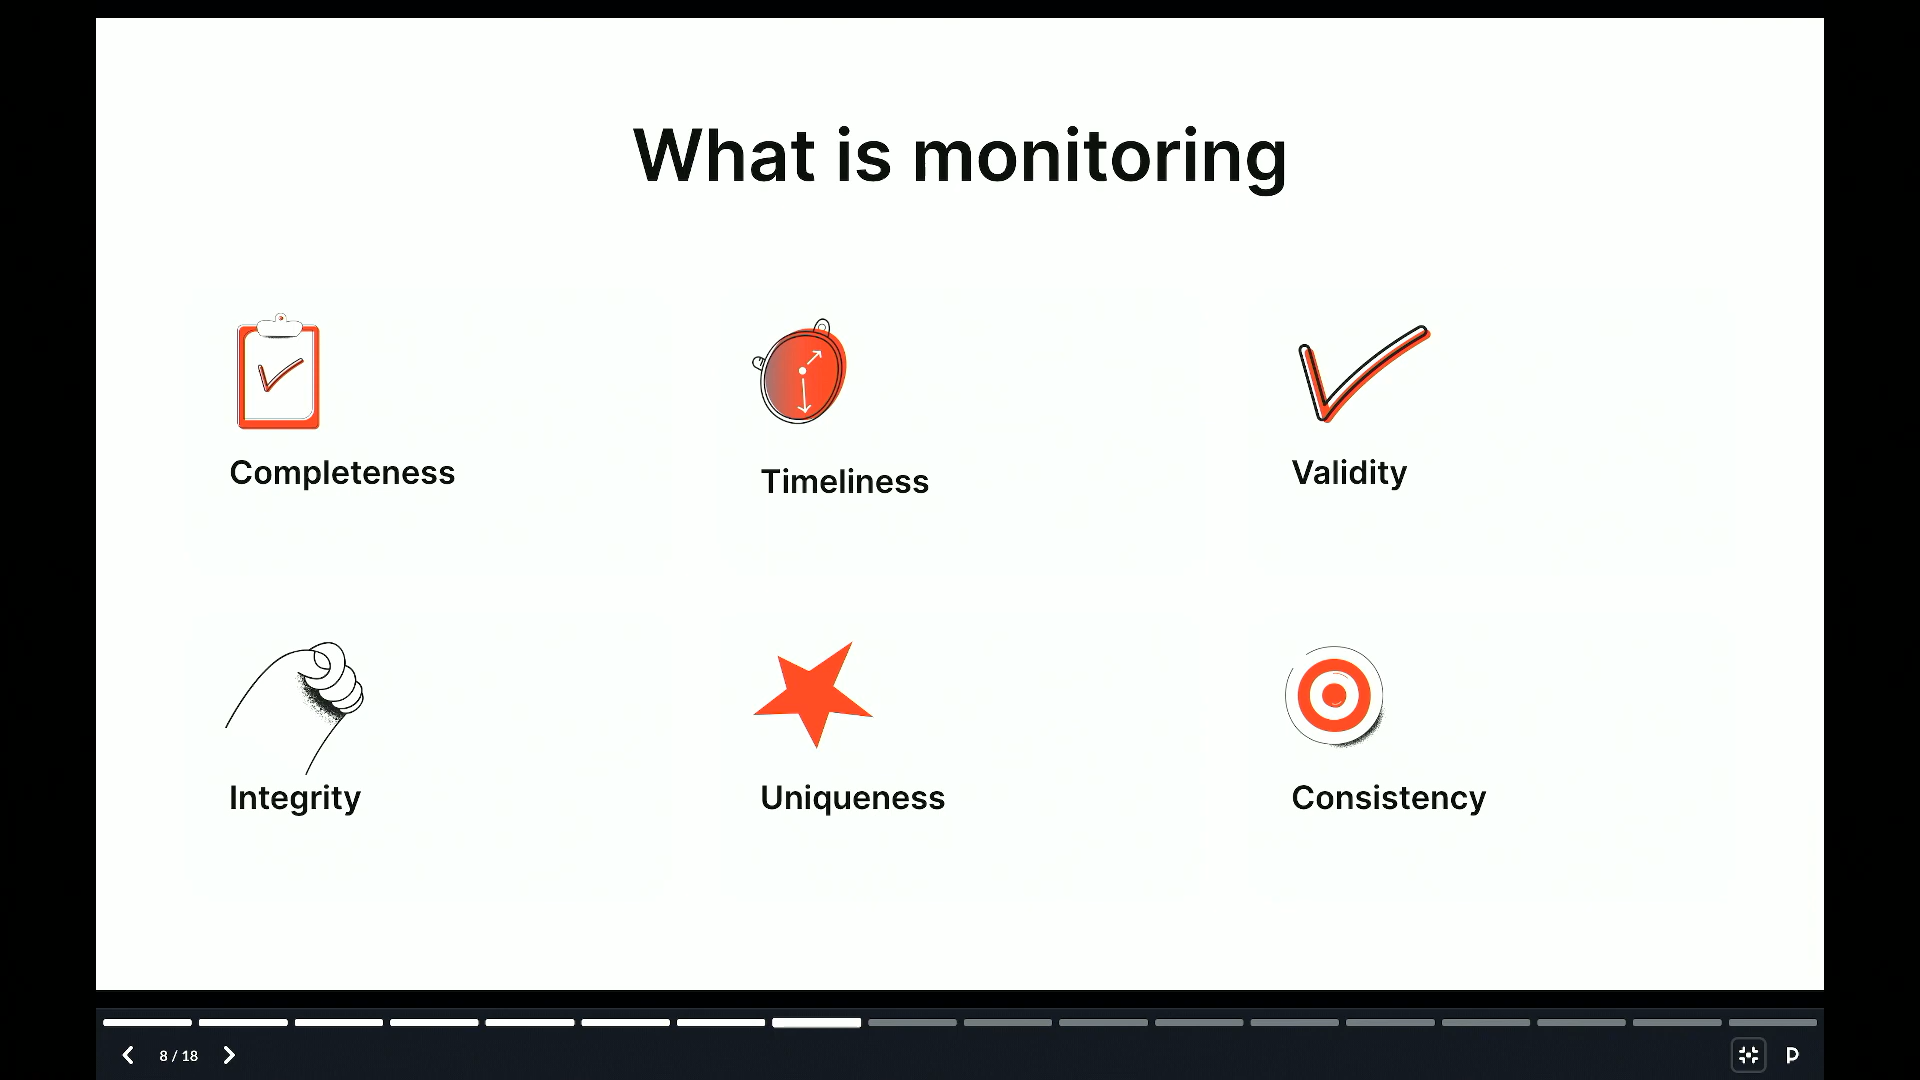 What is monitoring
Completeness
Timeliness
Validity
Integrity
Uniqueness
Consistency
8 / 18